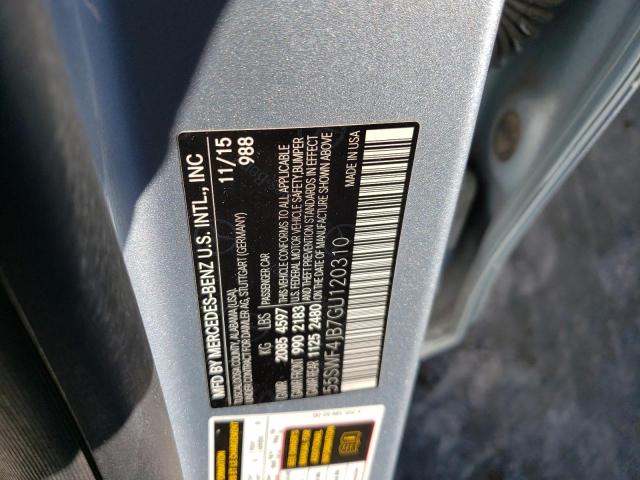 MFD BY MERCEDES-BENZ U.S. INTL., INC
TUSCALOOSA COUNTY, ALABAMA (USA),
UNDER CONTRACT TO DAIMLER AG, STUTTGART (GERMANY)
11/15
988
KG LBS PASSENGER CAR
GVWR 2085 4597
GAWR FRONT 990 2183
GAWR REAR 1125 2480
THIS VEHICLE CONFORMS TO ALL APPLICABLE
U.S. FEDERAL MOTOR VEHICLE SAFETY, BUMPER
AND THEFT PREVENTION STANDARDS IN EFFECT
ON THE DATE OF MANUFACTURE SHOWN ABOVE
MADE IN USA
55SWF4JB7GU120310